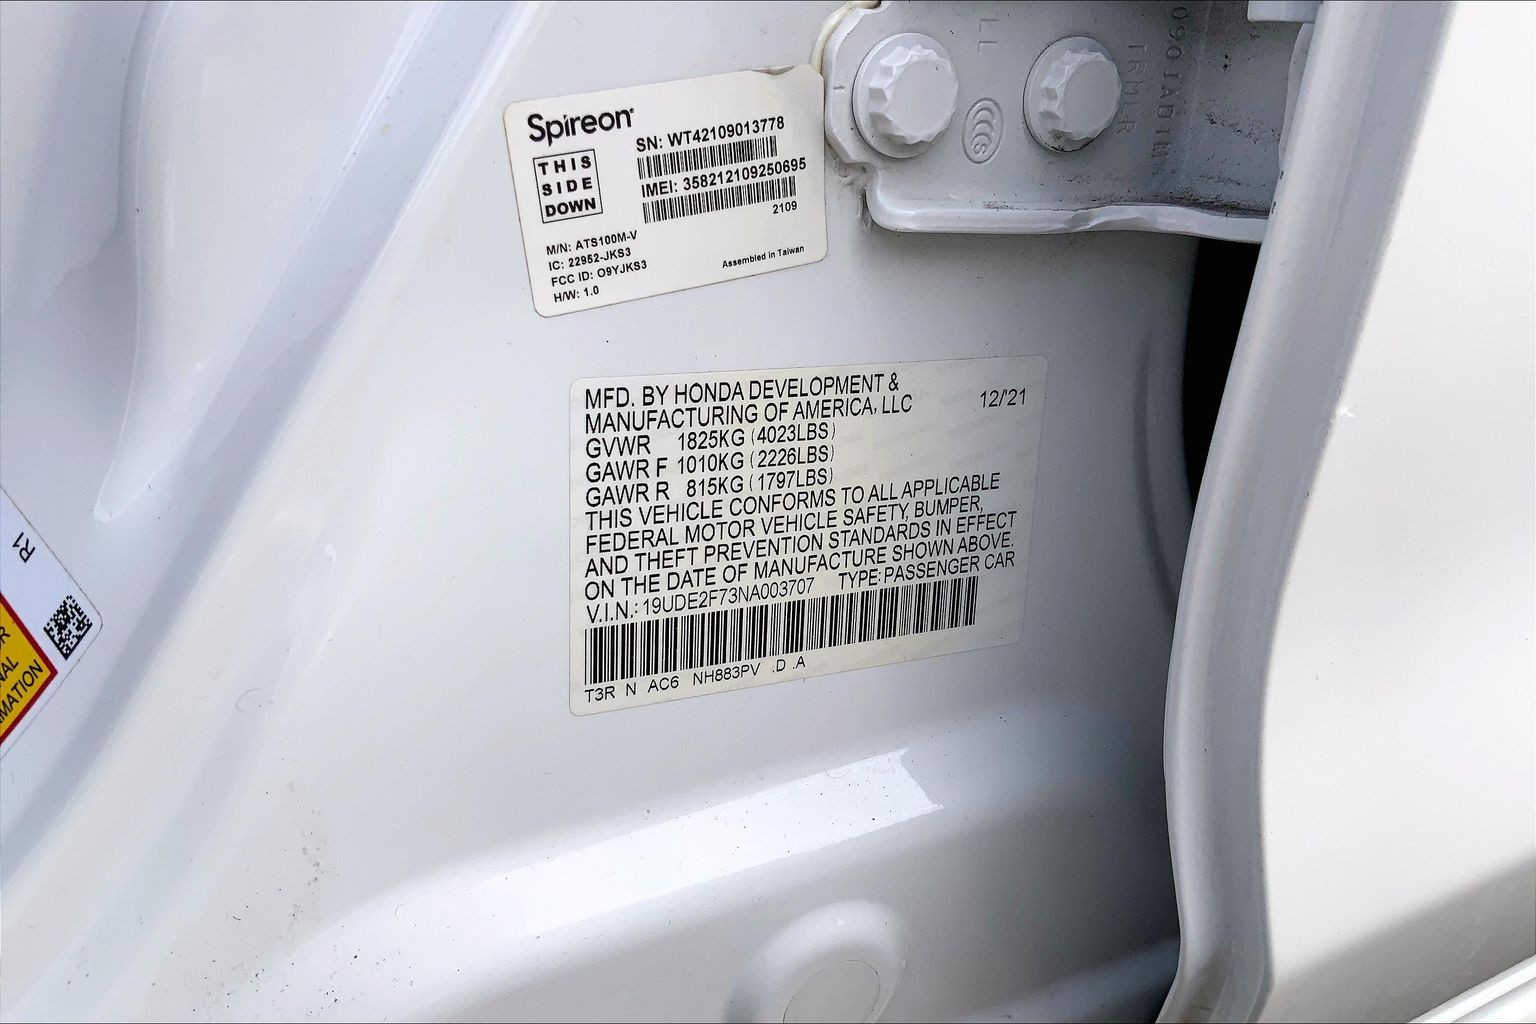 Spireon
THIS
SIDE
DOWN
SN: WT42109013778
IMEI: 358212109250695
2109
M/N: ATS100M-V
IC: 22952-JKS3
FCC ID: O9YJKS3
H/W: 1.0
Assembled in Taiwan
LL
TRMLR
MFD. BY HONDA DEVELOPMENT &
MANUFACTURING OF AMERICA, LLC 12/'21
GVWR 1825KG (4023LBS)
GAWR F 1010KG (2226LBS)
GAWR R 815KG (1797LBS)
THIS VEHICLE CONFORMS TO ALL APPLICABLE
FEDERAL MOTOR VEHICLE SAFETY, BUMPER,
AND THEFT PREVENTION STANDARDS IN EFFECT
ON THE DATE OF MANUFACTURE SHOWN ABOVE.
V.I.N.: 19UDE2F73NA003707 TYPE: PASSENGER CAR
T3R N AC6 NH883PV .D .A
R1